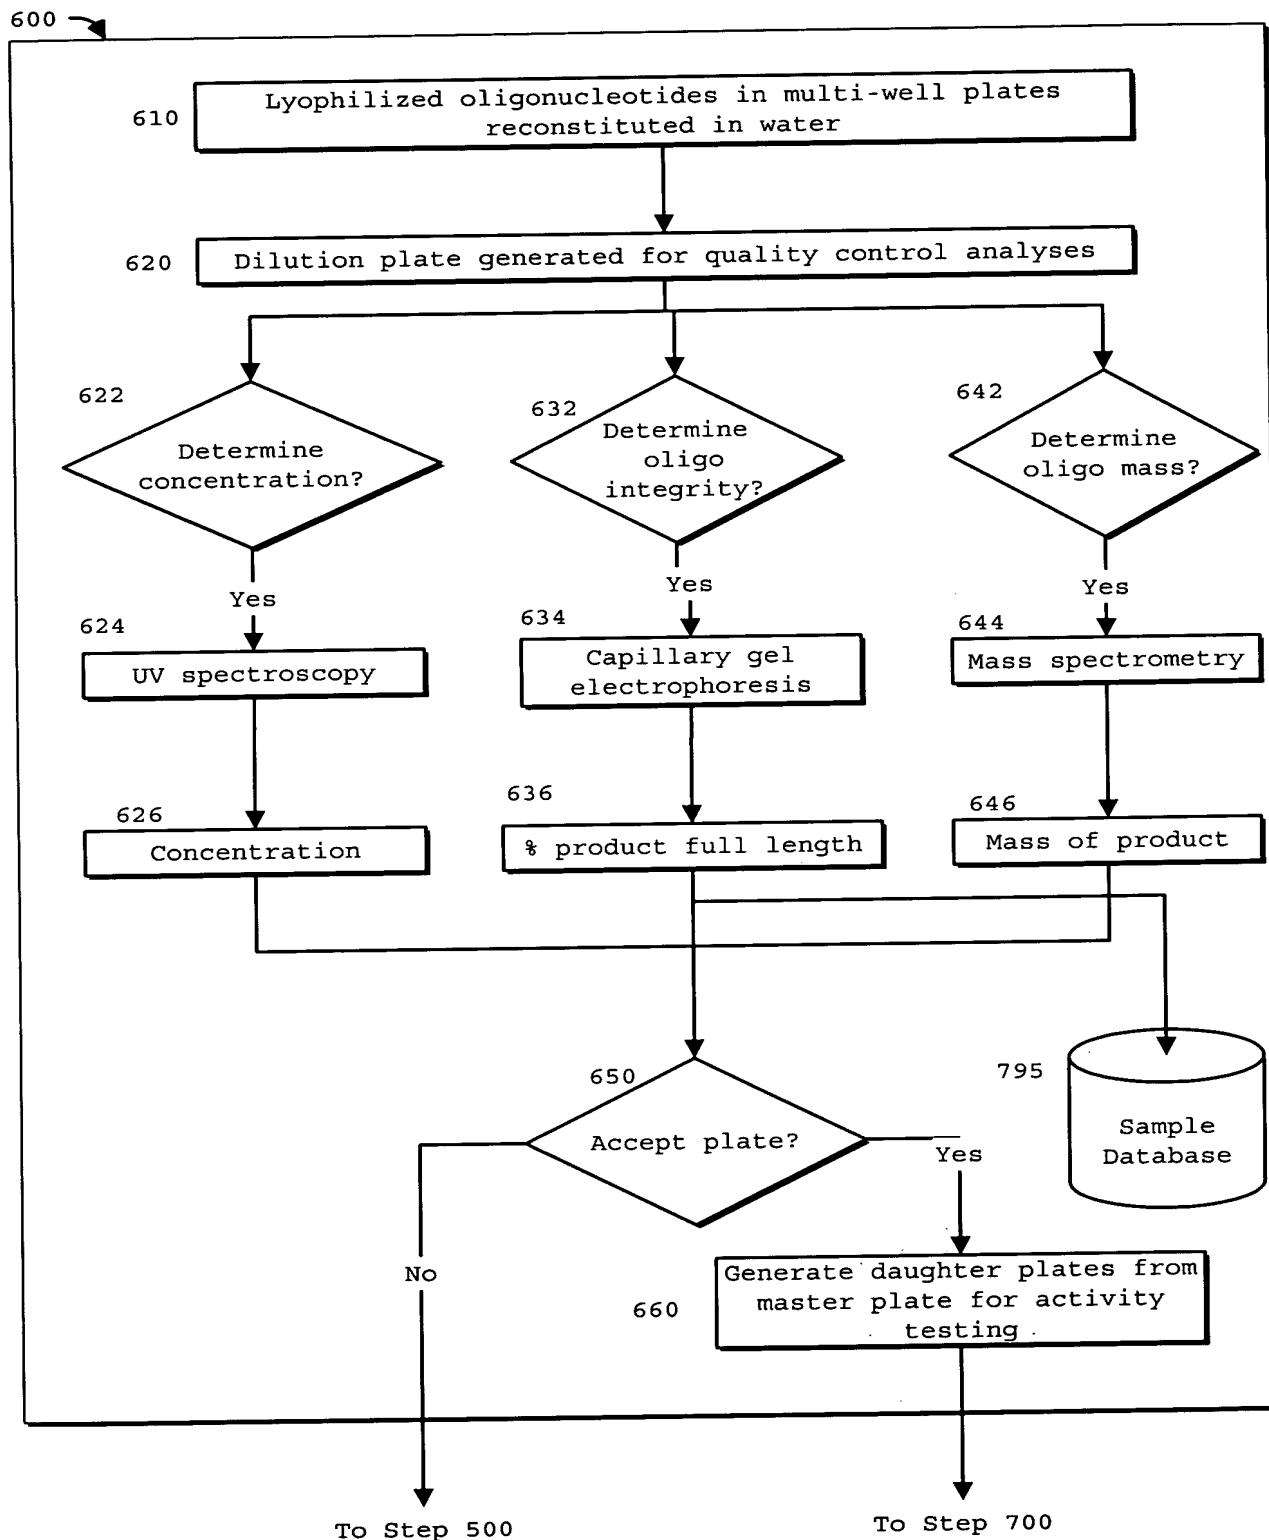 600
610
Lyophilized oligonucleotides in multi-well plates
reconstituted in water
620
Dilution plate generated for quality control analyses
622
Determine
concentration?
632
Determine
oligo
integrity?
642
Determine
oligo mass?
Yes
Yes
Yes
624
UV spectroscopy
634
Capillary gel
electrophoresis
644
Mass spectrometry
626
Concentration
636
% product full length
646
Mass of product
650
Accept plate?
795
Sample
Database
Yes
No
660
Generate daughter plates from
master plate for activity
testing
To Step 500
To Step 700